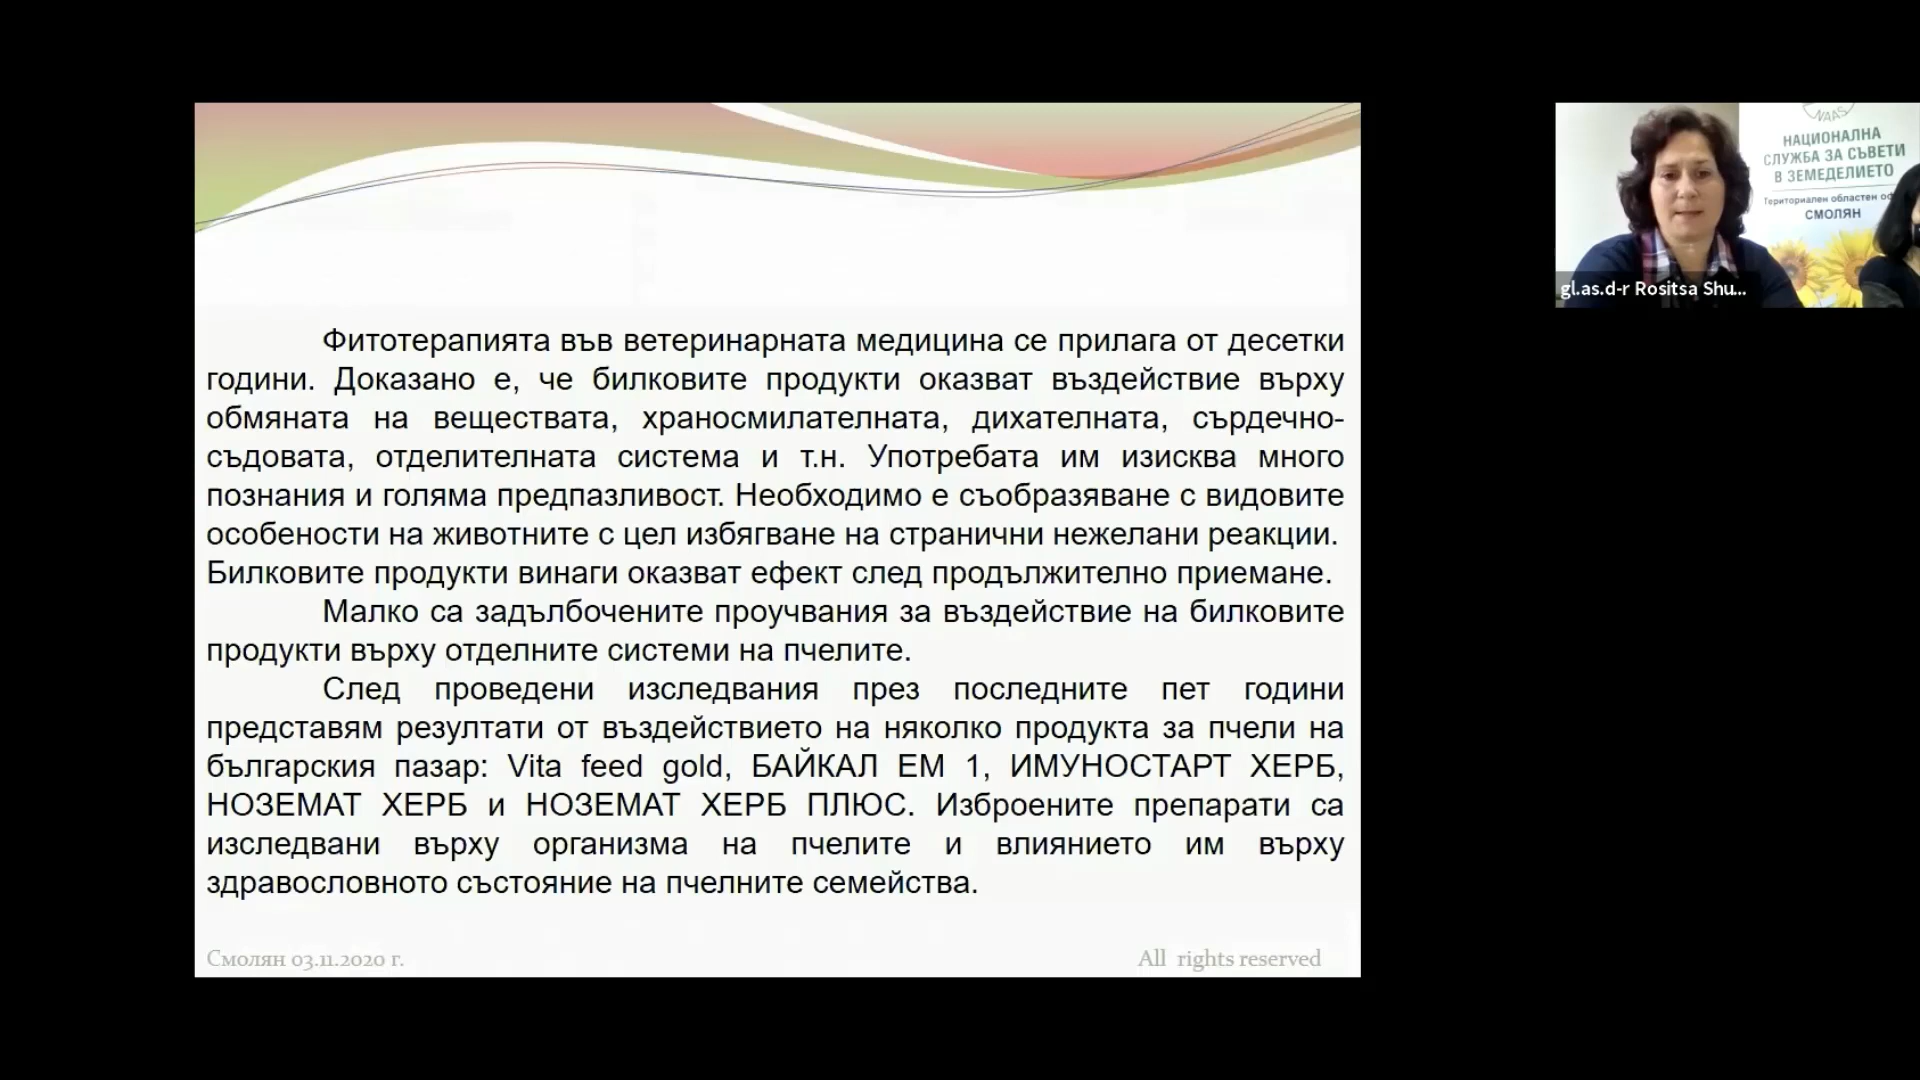 Фитотерапията във ветеринарната медицина се прилага от десетки
години. Доказано е, че билковите продукти оказват въздействие върху
обмяната на веществата, храносмилателната, дихателната, сърдечно-
съдовата, отделителната система и т.н. Употребата им изисква много
познания и голяма предпазливост. Необходимо е съобразяване с видовите
особености на животните с цел избягване на странични нежелани реакции.
Билковите продукти винаги оказват ефект след продължително приемане.
Малко са задълбочените проучвания за въздействие на билковите
продукти върху отделните системи на пчелите.
След проведени изследвания през последните пет години
представям резултати от въздействието на няколко продукта за пчели на
българския пазар: Vita feed gold, БАЙКАЛ ЕМ 1, ИМУНОСТАРТ ХЕРБ,
НОЗЕМАТ ХЕРБ и НОЗЕМАТ ХЕРБ ПЛЮС. Изброените препарати са
изследвани върху организма на пчелите и влиянието им върху
здравословното състояние на пчелните семейства.
Смолян 03.11.2020 г.
All rights reserved
NAAS
НАЦИОНАЛНА
СЛУЖБА ЗА СЪВЕТИ
В ЗЕМЕДЕЛИЕТО
Териториален областен
СМОЛЯН
gl.as.d-r Rositsa Shu...